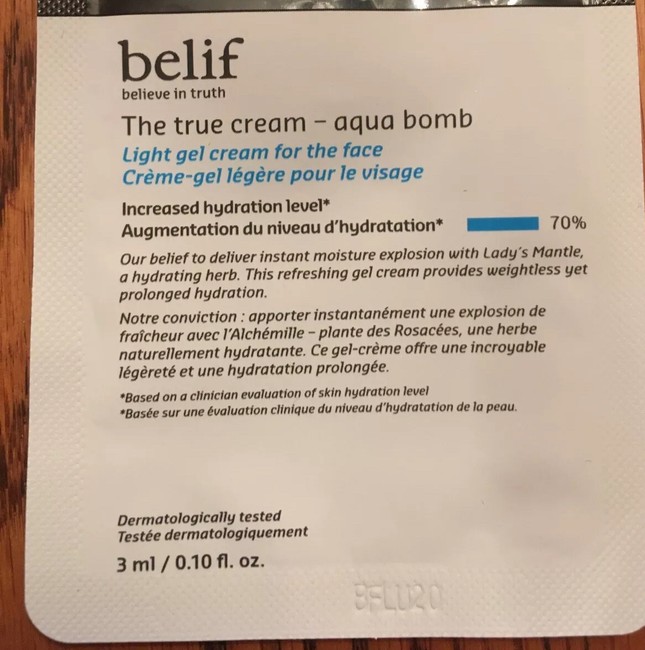 belif
believe in truth
The true cream – aqua bomb
Light gel cream for the face
Crème-gel légère pour le visage
Increased hydration level*
Augmentation du niveau d'hydratation* 70%
Our belief to deliver instant moisture explosion with Lady's Mantle,
a hydrating herb. This refreshing gel cream provides weightless yet
prolonged hydration.
Notre conviction : apporter instantanément une explosion de
fraîcheur avec l'Alchémille – plante des Rosacées, une herbe
naturellement hydratante. Ce gel-crème offre une incroyable
légèreté et une hydratation prolongée.
*Based on a clinician evaluation of skin hydration level
*Basée sur une évaluation clinique du niveau d'hydratation de la peau.
Dermatologically tested
Testée dermatologiquement
3 ml / 0.10 fl. oz.